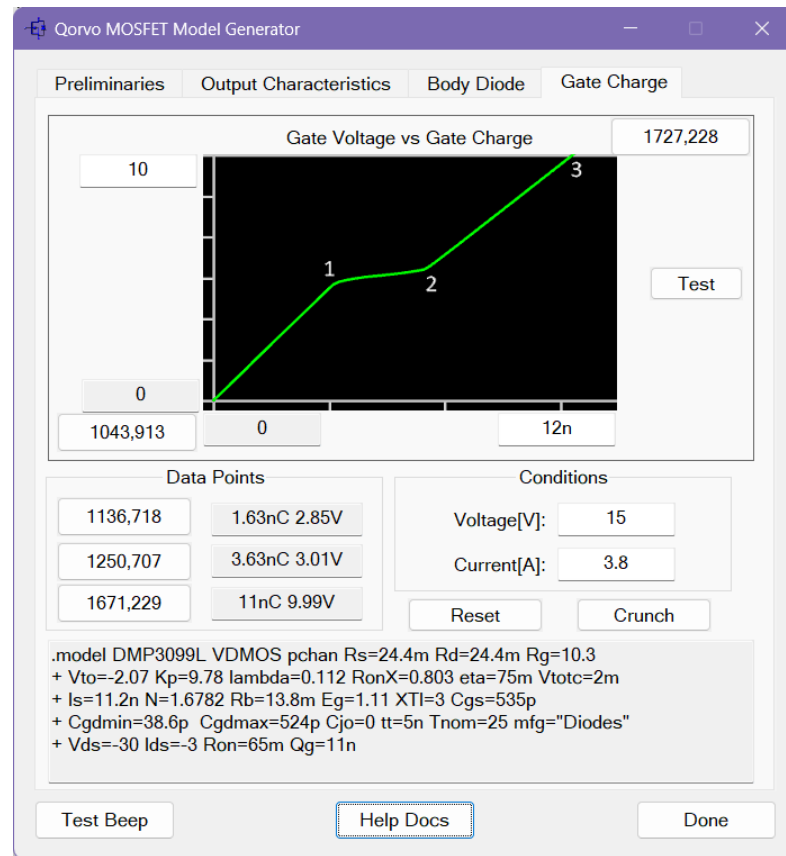 Qorvo MOSFET Model Generator
Preliminaries Output Characteristics Body Diode Gate Charge
Gate Voltage vs Gate Charge 1727,228
10
3
1
2
Test
0
1043,913 0 12n
Data Points Conditions
1136,718 1.63nC 2.85V Voltage[V]: 15
1250,707 3.63nC 3.01V Current[A]: 3.8
1671,229 11nC 9.99V
Reset Crunch
.model DMP3099L VDMOS pchan Rs=24.4m Rd=24.4m Rg=10.3
+ Vto=-2.07 Kp=9.78 lambda=0.112 RonX=0.803 eta=75m Vtotc=2m
+ Is=11.2n N=1.6782 Rb=13.8m Eg=1.11 XTI=3 Cgs=535p
+ Cgdmin=38.6p Cgdmax=524p Cjo=0 tt=5n Tnom=25 mfg="Diodes"
+ Vds=-30 Ids=-3 Ron=65m Qg=11n
Test Beep Help Docs Done